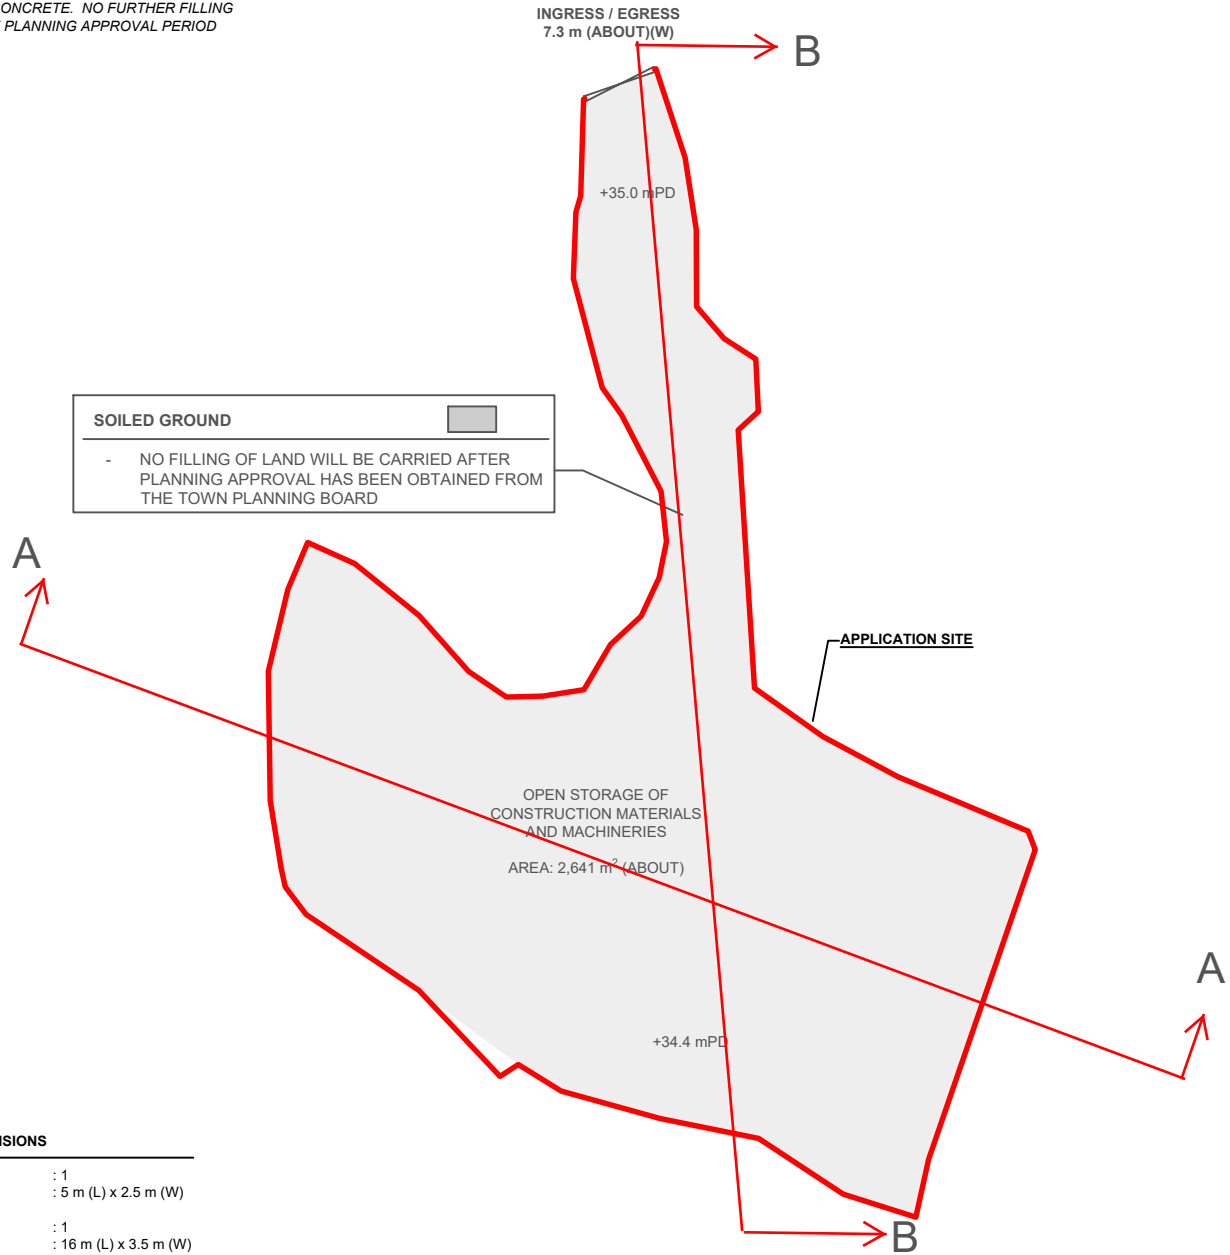 CONCRETE. NO FURTHER FILLING
PLANNING APPROVAL PERIOD
INGRESS / EGRESS
7.3 m (ABOUT)(W)
B
+35.0 mPD
SOILED GROUND
- NO FILLING OF LAND WILL BE CARRIED AFTER
PLANNING APPROVAL HAS BEEN OBTAINED FROM
THE TOWN PLANNING BOARD
A
APPLICATION SITE
OPEN STORAGE OF
CONSTRUCTION MATERIALS
AND MACHINERIES
AREA: 2,641 m² (ABOUT)
A
+34.4 mPD
: 1
: 5 m (L) x 2.5 m (W)
: 1
: 16 m (L) x 3.5 m (W)
B